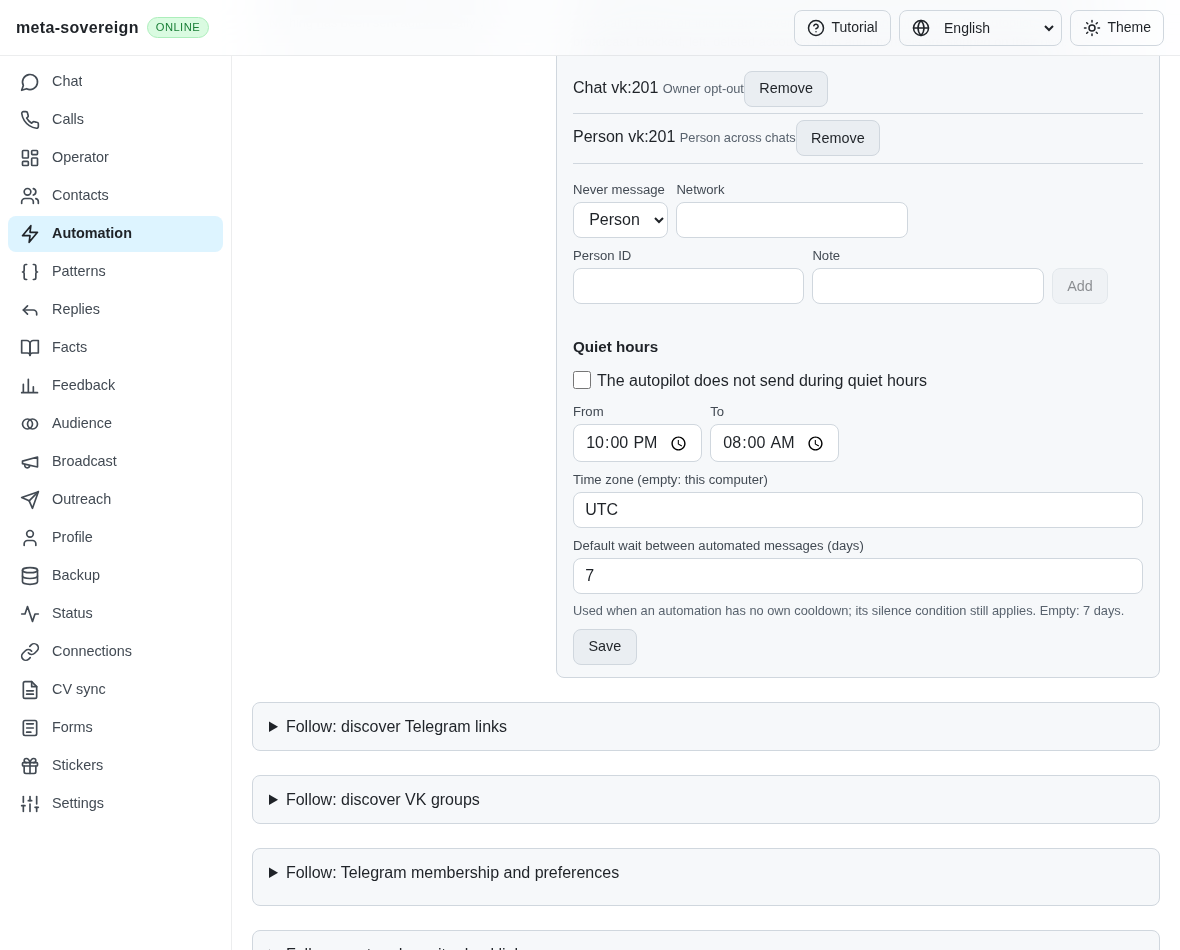 meta-sovereign ONLINE Tutorial English Theme
Chat
Calls
Operator
Contacts
Automation
Patterns
Replies
Facts
Feedback
Audience
Broadcast
Outreach
Profile
Backup
Status
Connections
CV sync
Forms
Stickers
Settings
Chat vk:201 Owner opt-out Remove
Person vk:201 Person across chats Remove
Never message Network
Person
Person ID Note
Add
Quiet hours
The autopilot does not send during quiet hours
From To
10:00 PM 08:00 AM
Time zone (empty: this computer)
UTC
Default wait between automated messages (days)
7
Used when an automation has no own cooldown; its silence condition still applies. Empty: 7 days.
Save
Follow: discover Telegram links
Follow: discover VK groups
Follow: Telegram membership and preferences